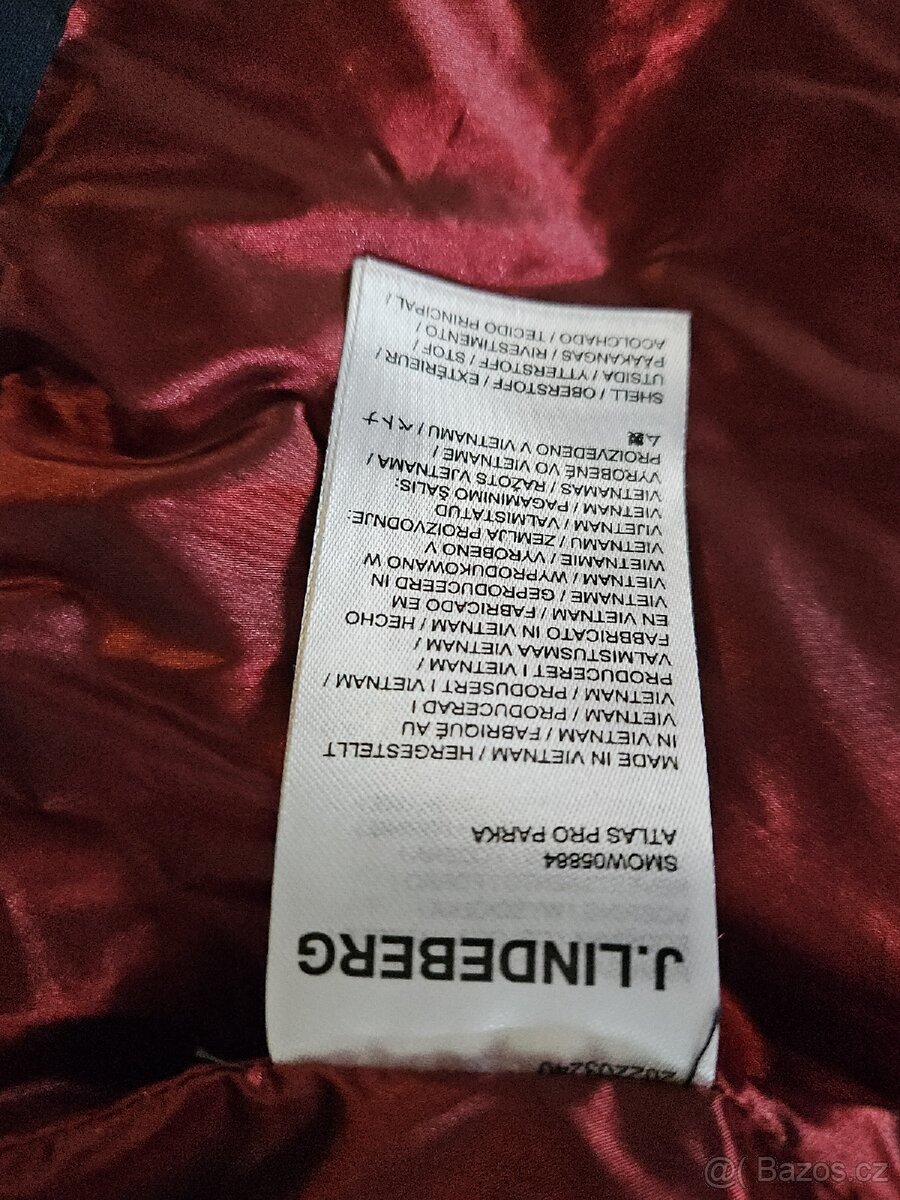 202203240
J.LINDEBERG
SMOW05884
ATLAS PRO PARKA
MADE IN VIETNAM / HERGESTELLT
IN VIETNAM / FABRIQUÉ AU
VIETNAM / PRODUCERAD I
VIETNAM / PRODUSERT I VIETNAM /
PRODUCERET I VIETNAM /
VALMISTUSMAA VIETNAM /
FABBRICATO IN VIETNAM / HECHO
EN VIETNAM / FABRICADO EM
VIETNAME / GEPRODUCEERD IN
VIETNAM / WYPRODUKOWANO W
WIETNAMIE / VYROBENO V
VIETNAMU / ZEMLJA PROIZVODNJE:
VIJETNAM / VALMISTATUD
VIETNAM / PAGAMINIMO ŠALIS:
VIETNAMAS / RAŽOTS VJETNAMA /
VYROBENÉ VO VIETNAME /
PROIZVEDENO V VIETNAMU / ベトナ
ム製
SHELL / OBERSTOFF / EXTÉRIEUR /
UTSIDA / YTTERSTOFF / STOF /
PÄÄKANGAS / RIVESTIMENTO /
ACOLCHADO / TECIDO PRINCIPAL /
@( Bazos.cz